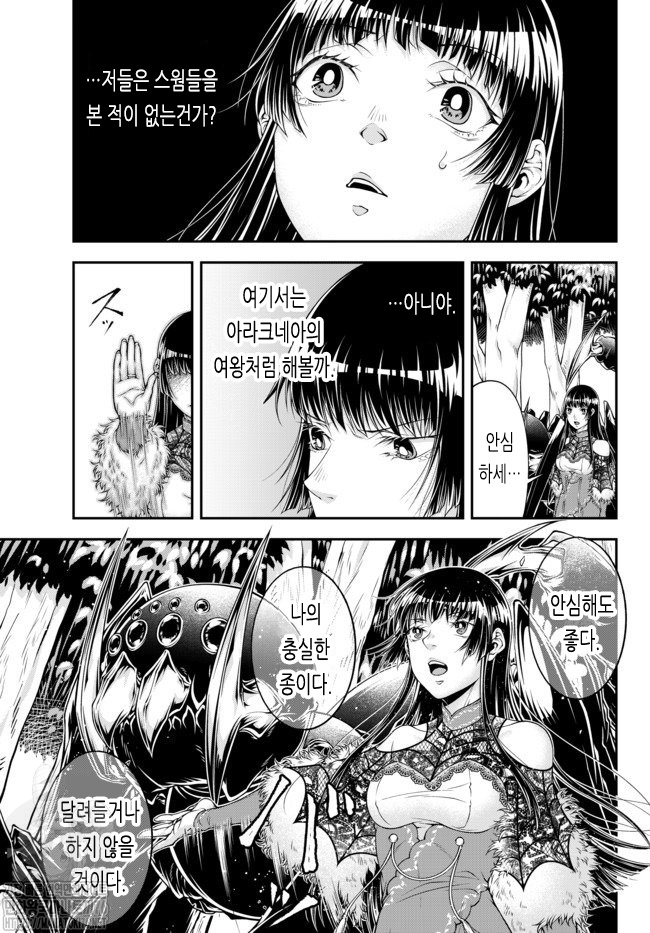 …저들은 스웜들을
본 적이 없는건가?
안심
하세…
…아니야.
여기서는
아라크네아의
여왕처럼 해볼까.
スッ
안심해도
좋다.
나의
충실한
종이다.
달려들거나
하지 않을
것이다.